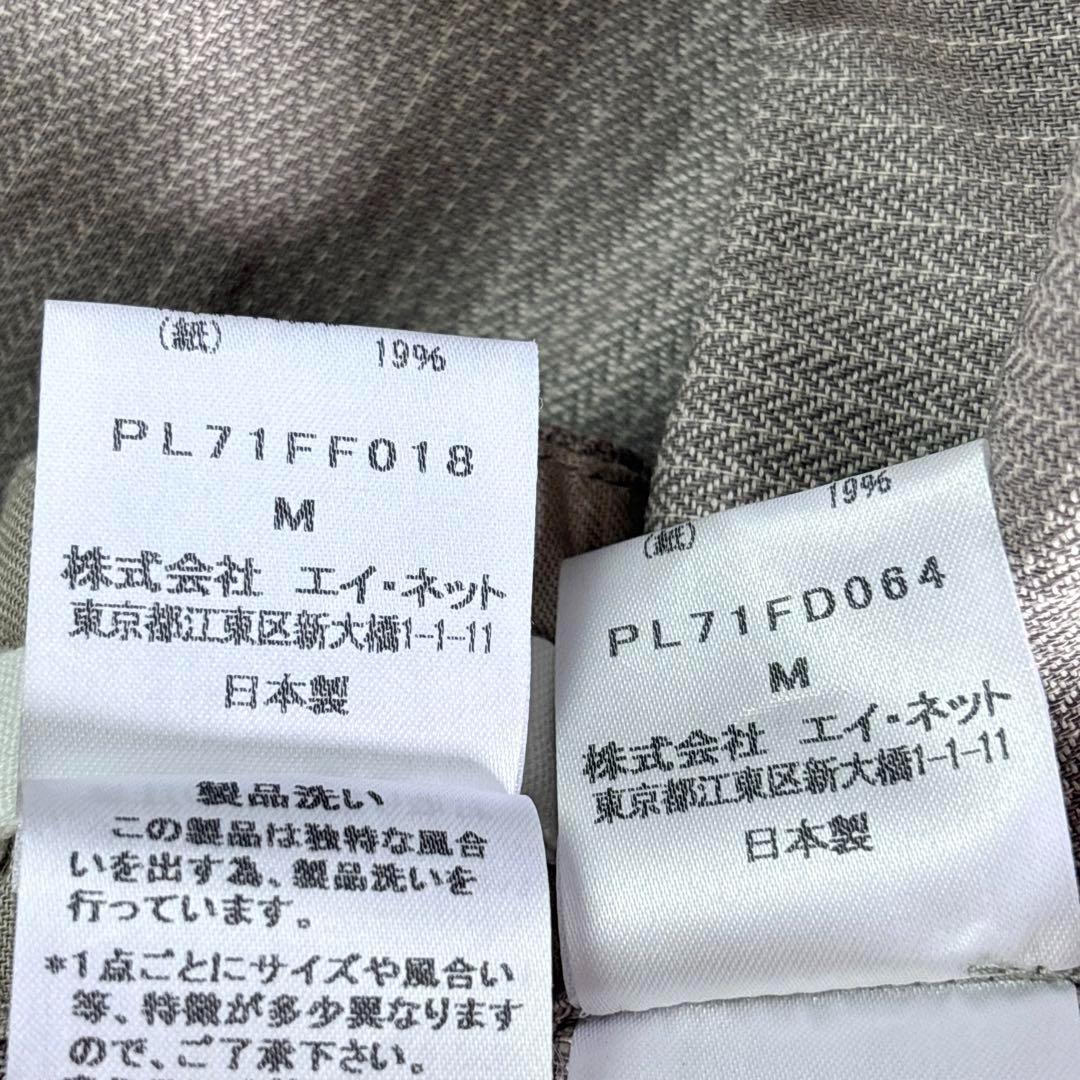 (紙) 19%
PL71FF018
M
株式会社 エイ・ネット
東京都江東区新大橋1-1-11
日本製
製品洗い
この製品は独特な風合
いを出す為、製品洗いを
行っています。
*1点ごとにサイズや風合い
等、特徴が多少異なります
ので、ご了承下さい。
(紙) 19%
PL71FD064
M
株式会社 エイ・ネット
東京都江東区新大橋1-1-11
日本製